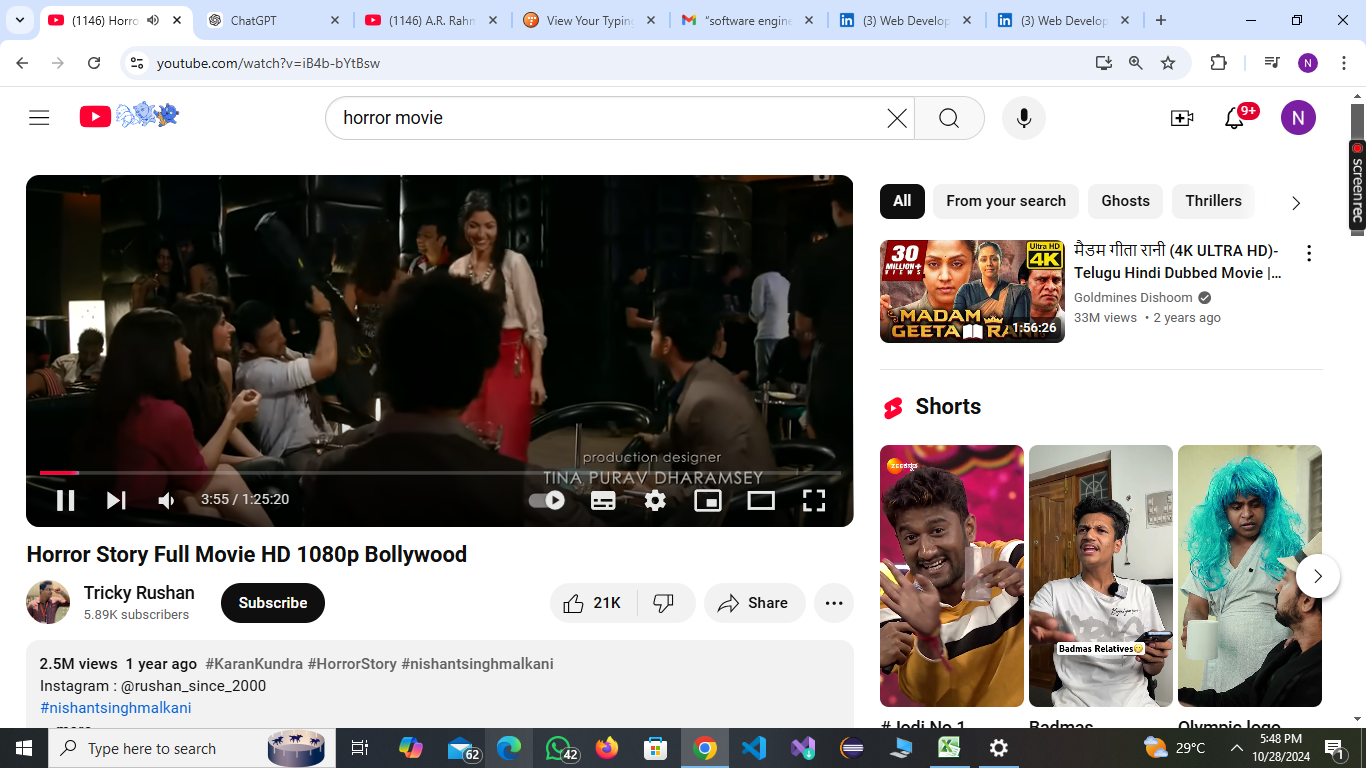 (1146) Horro
ChatGPT
(1146) A.R. Rahm
View Your Typing
"software engine
(3) Web Develop
(3) Web Develop
youtube.com/watch?v=iB4b-bYtBsw
horror movie
9+
N
screenrec
production designer
TINA PURAV DHARAMSEY
3:55 / 1:25:20
Horror Story Full Movie HD 1080p Bollywood
Tricky Rushan
5.89K subscribers
Subscribe
21K
Share
2.5M views 1 year ago #KaranKundra #HorrorStory #nishantsinghmalkani
Instagram : @rushan_since_2000
#nishantsinghmalkani
All
From your search
Ghosts
Thrillers
30
MILLION+
VIEWS
Ultra HD
4K
MADAM
GEETA RANI
1:56:26
मैडम गीता रानी (4K ULTRA HD)-
Telugu Hindi Dubbed Movie |...
Goldmines Dishoom
33M views • 2 years ago
Shorts
Badmas Relatives
#Jodi No.1
Badmas
Olympic logo
Type here to search
62
42
29°C
5:48 PM
10/28/2024
1